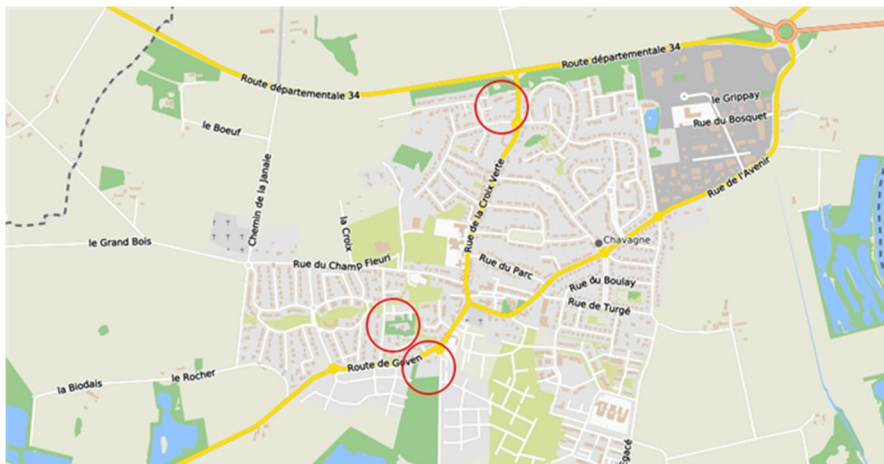 Route départementale 34
Route départementale 34
le Grippay
Rue du Bosquet
le Boeuf
Chemin de la Janaie
Rue de l'Avenir
Rue de la Croix Verte
la Croix
le Grand Bois
Chavagne
Rue du Champ Fleuri
Rue du Parc
Rue du Boulay
Rue de Turgé
Route de Goven
le Rocher
la Biodais
Egacé